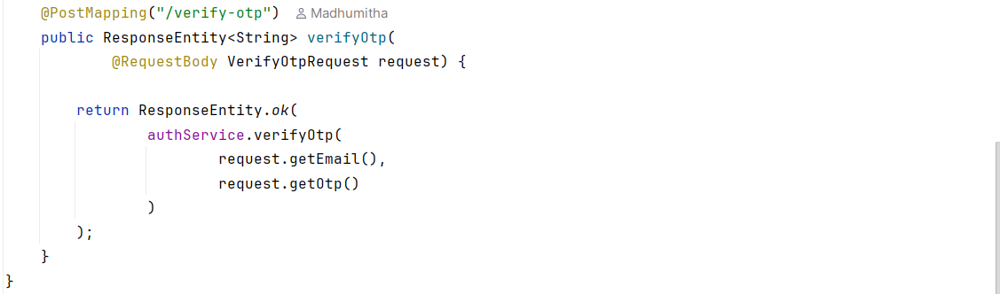 @PostMapping("/verify-otp") Madhumitha
public ResponseEntity<String> verifyOtp(
@RequestBody VerifyOtpRequest request) {
return ResponseEntity.ok(
authService.verifyOtp(
request.getEmail(),
request.getOtp()
)
);
}
}